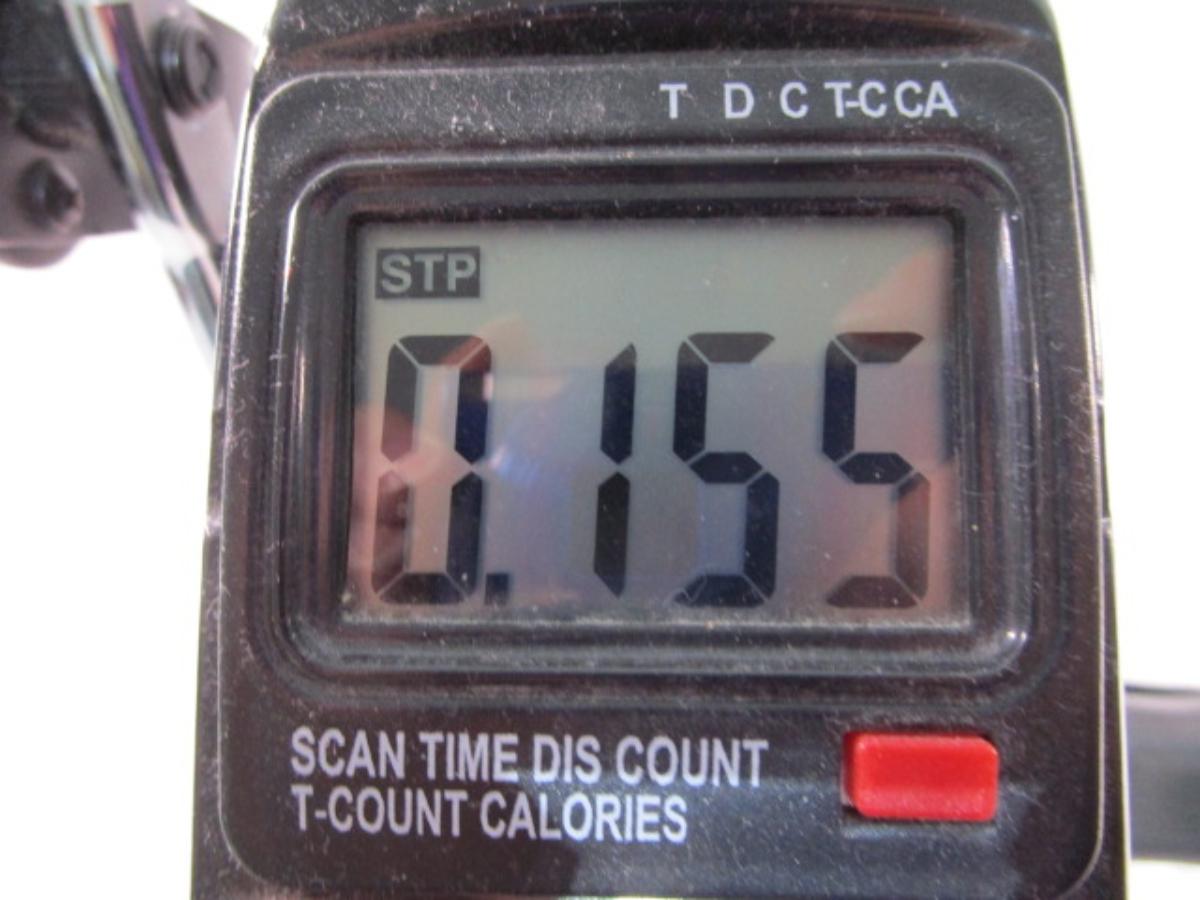 T D C T-C CA
STP
0.155
SCAN TIME DIS COUNT
T-COUNT CALORIES